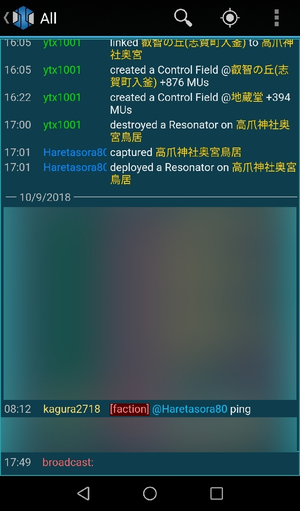 All
16:05 ytx1001 linked 叡智の丘(志賀町入釜) to 高爪神
社奥宮
16:05 ytx1001 created a Control Field @叡智の丘(志
賀町入釜) +876 MUs
16:22 ytx1001 created a Control Field @地蔵堂 +394
MUs
17:00 ytx1001 destroyed a Resonator on 高爪神社奥
宮鳥居
17:01 Haretasora80 captured 高爪神社奥宮鳥居
17:01 Haretasora80 deployed a Resonator on 高爪神社
奥宮鳥居
10/9/2018
08:12 kagura2718 [faction] @Haretasora80 ping
17:49 broadcast: